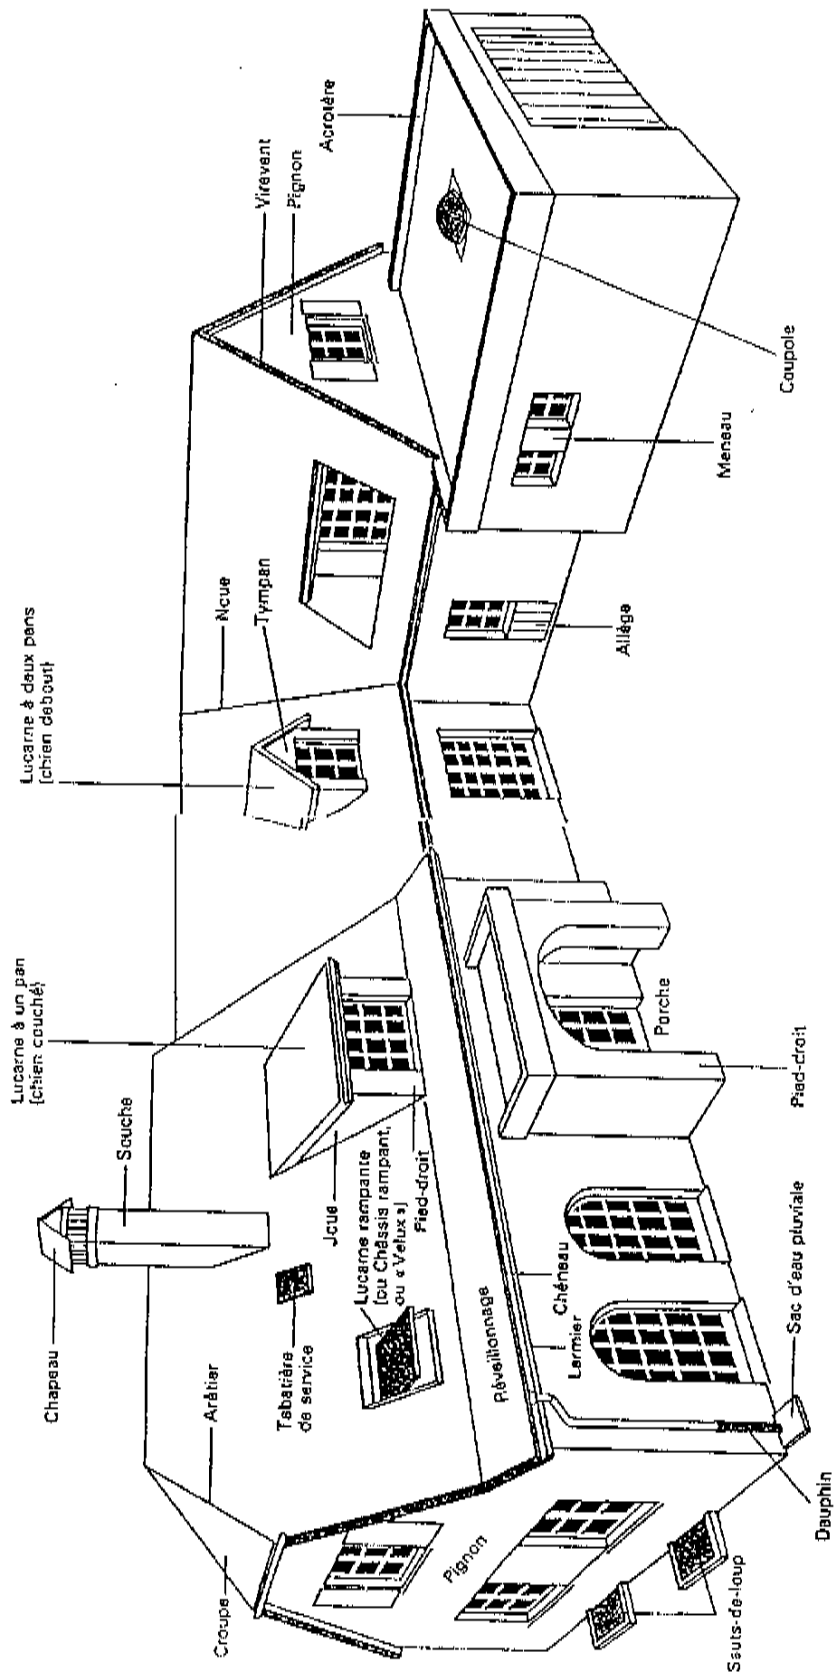 Chapeau
Souche
Lucarne à un pan
(chien couché)
Lucarne à deux pans
(chien debout)
Noue
Tympan
Virevent
Pignon
Acrotère
Croupe
Arêtier
Tabatière
de service
Joue
Lucarne rampante
(ou Châssis rampant,
ou « Velux »)
Pied-droit
Réveillonnage
Larmier
Chéneau
Pignon
Porche
Allège
Meneau
Coupole
Sauts-de-loup
Dauphin
Sac d'eau pluviale
Pied-droit